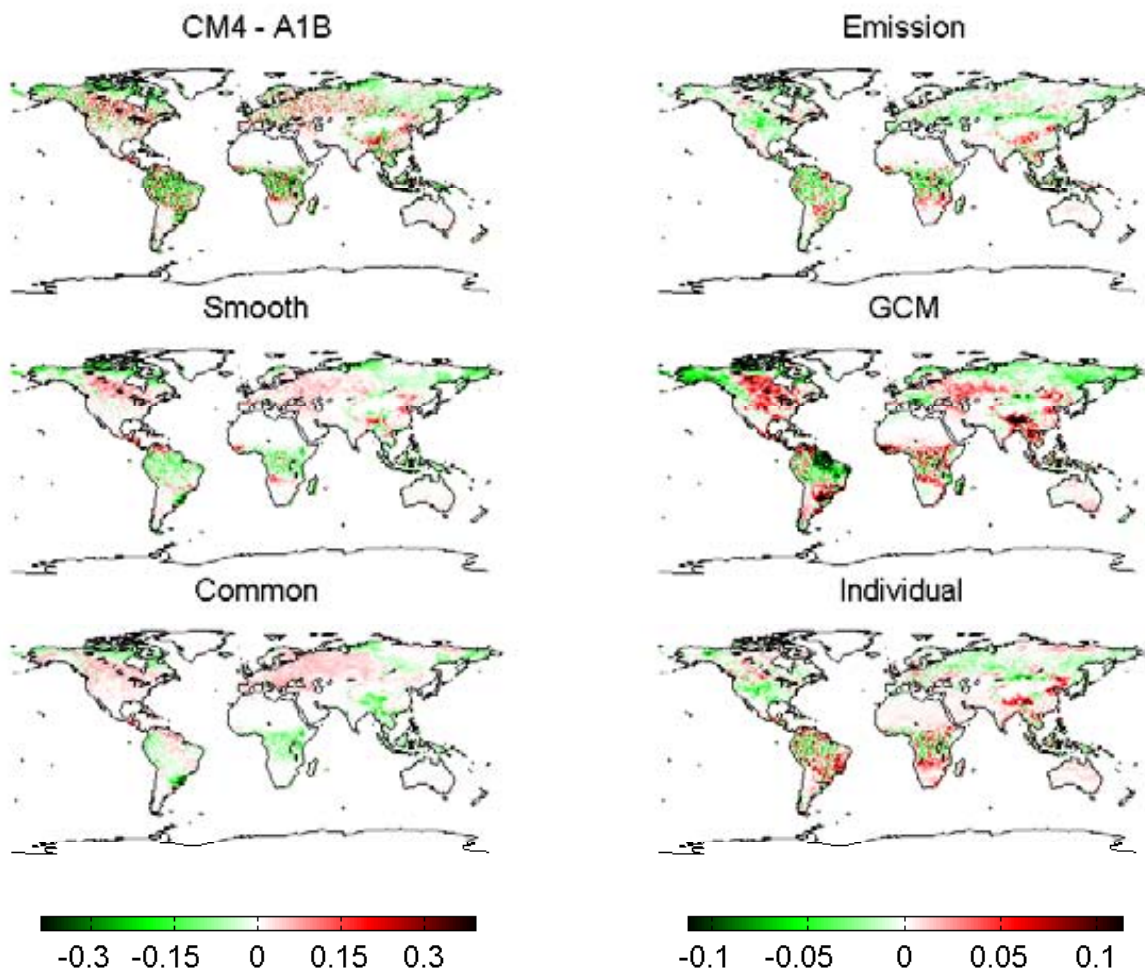 CM4 - A1B
Emission
Smooth
GCM
Common
Individual
-0.3 -0.15 0 0.15 0.3
-0.1 -0.05 0 0.05 0.1